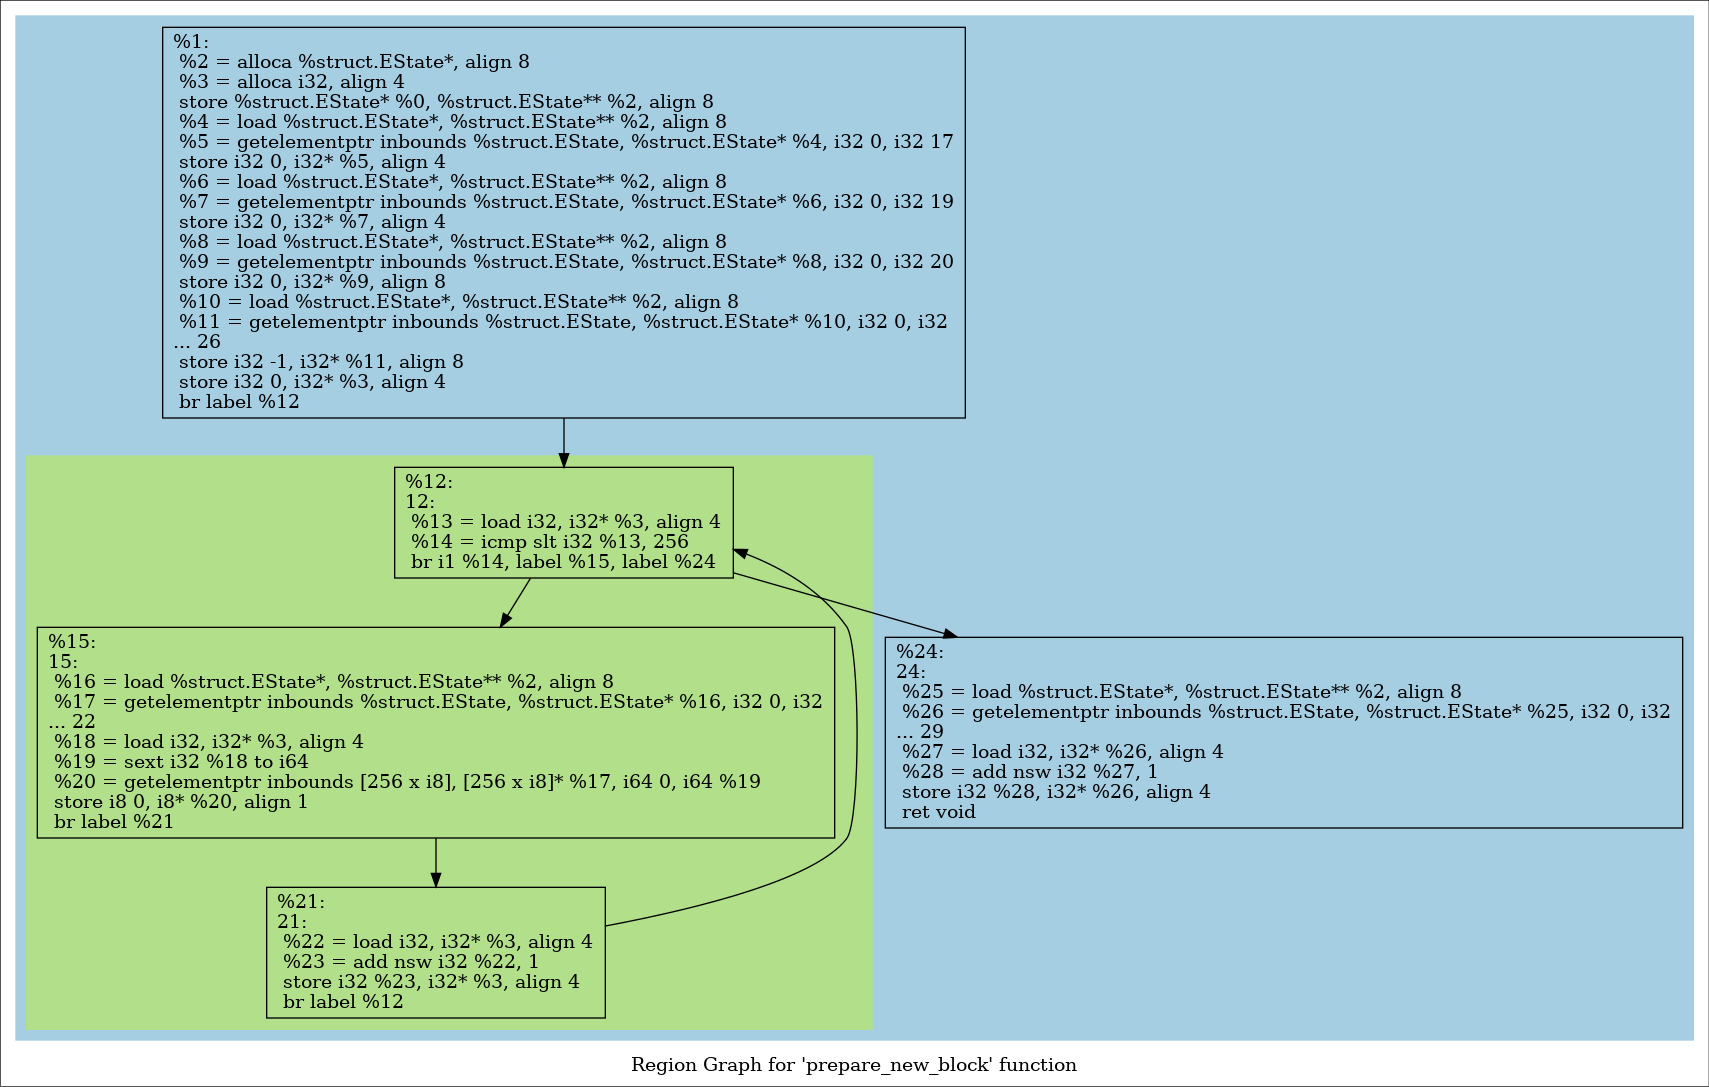 %1:
%2 = alloca %struct.EState*, align 8
%3 = alloca i32, align 4
store %struct.EState* %0, %struct.EState** %2, align 8
%4 = load %struct.EState*, %struct.EState** %2, align 8
%5 = getelementptr inbounds %struct.EState, %struct.EState* %4, i32 0, i32 17
store i32 0, i32* %5, align 4
%6 = load %struct.EState*, %struct.EState** %2, align 8
%7 = getelementptr inbounds %struct.EState, %struct.EState* %6, i32 0, i32 19
store i32 0, i32* %7, align 4
%8 = load %struct.EState*, %struct.EState** %2, align 8
%9 = getelementptr inbounds %struct.EState, %struct.EState* %8, i32 0, i32 20
store i32 0, i32* %9, align 8
%10 = load %struct.EState*, %struct.EState** %2, align 8
%11 = getelementptr inbounds %struct.EState, %struct.EState* %10, i32 0, i32
... 26
store i32 -1, i32* %11, align 8
store i32 0, i32* %3, align 4
br label %12
%12:
12:
%13 = load i32, i32* %3, align 4
%14 = icmp slt i32 %13, 256
br i1 %14, label %15, label %24
%15:
15:
%16 = load %struct.EState*, %struct.EState** %2, align 8
%17 = getelementptr inbounds %struct.EState, %struct.EState* %16, i32 0, i32
... 22
%18 = load i32, i32* %3, align 4
%19 = sext i32 %18 to i64
%20 = getelementptr inbounds [256 x i8], [256 x i8]* %17, i64 0, i64 %19
store i8 0, i8* %20, align 1
br label %21
%24:
24:
%25 = load %struct.EState*, %struct.EState** %2, align 8
%26 = getelementptr inbounds %struct.EState, %struct.EState* %25, i32 0, i32
... 29
%27 = load i32, i32* %26, align 4
%28 = add nsw i32 %27, 1
store i32 %28, i32* %26, align 4
ret void
%21:
21:
%22 = load i32, i32* %3, align 4
%23 = add nsw i32 %22, 1
store i32 %23, i32* %3, align 4
br label %12
Region Graph for 'prepare_new_block' function